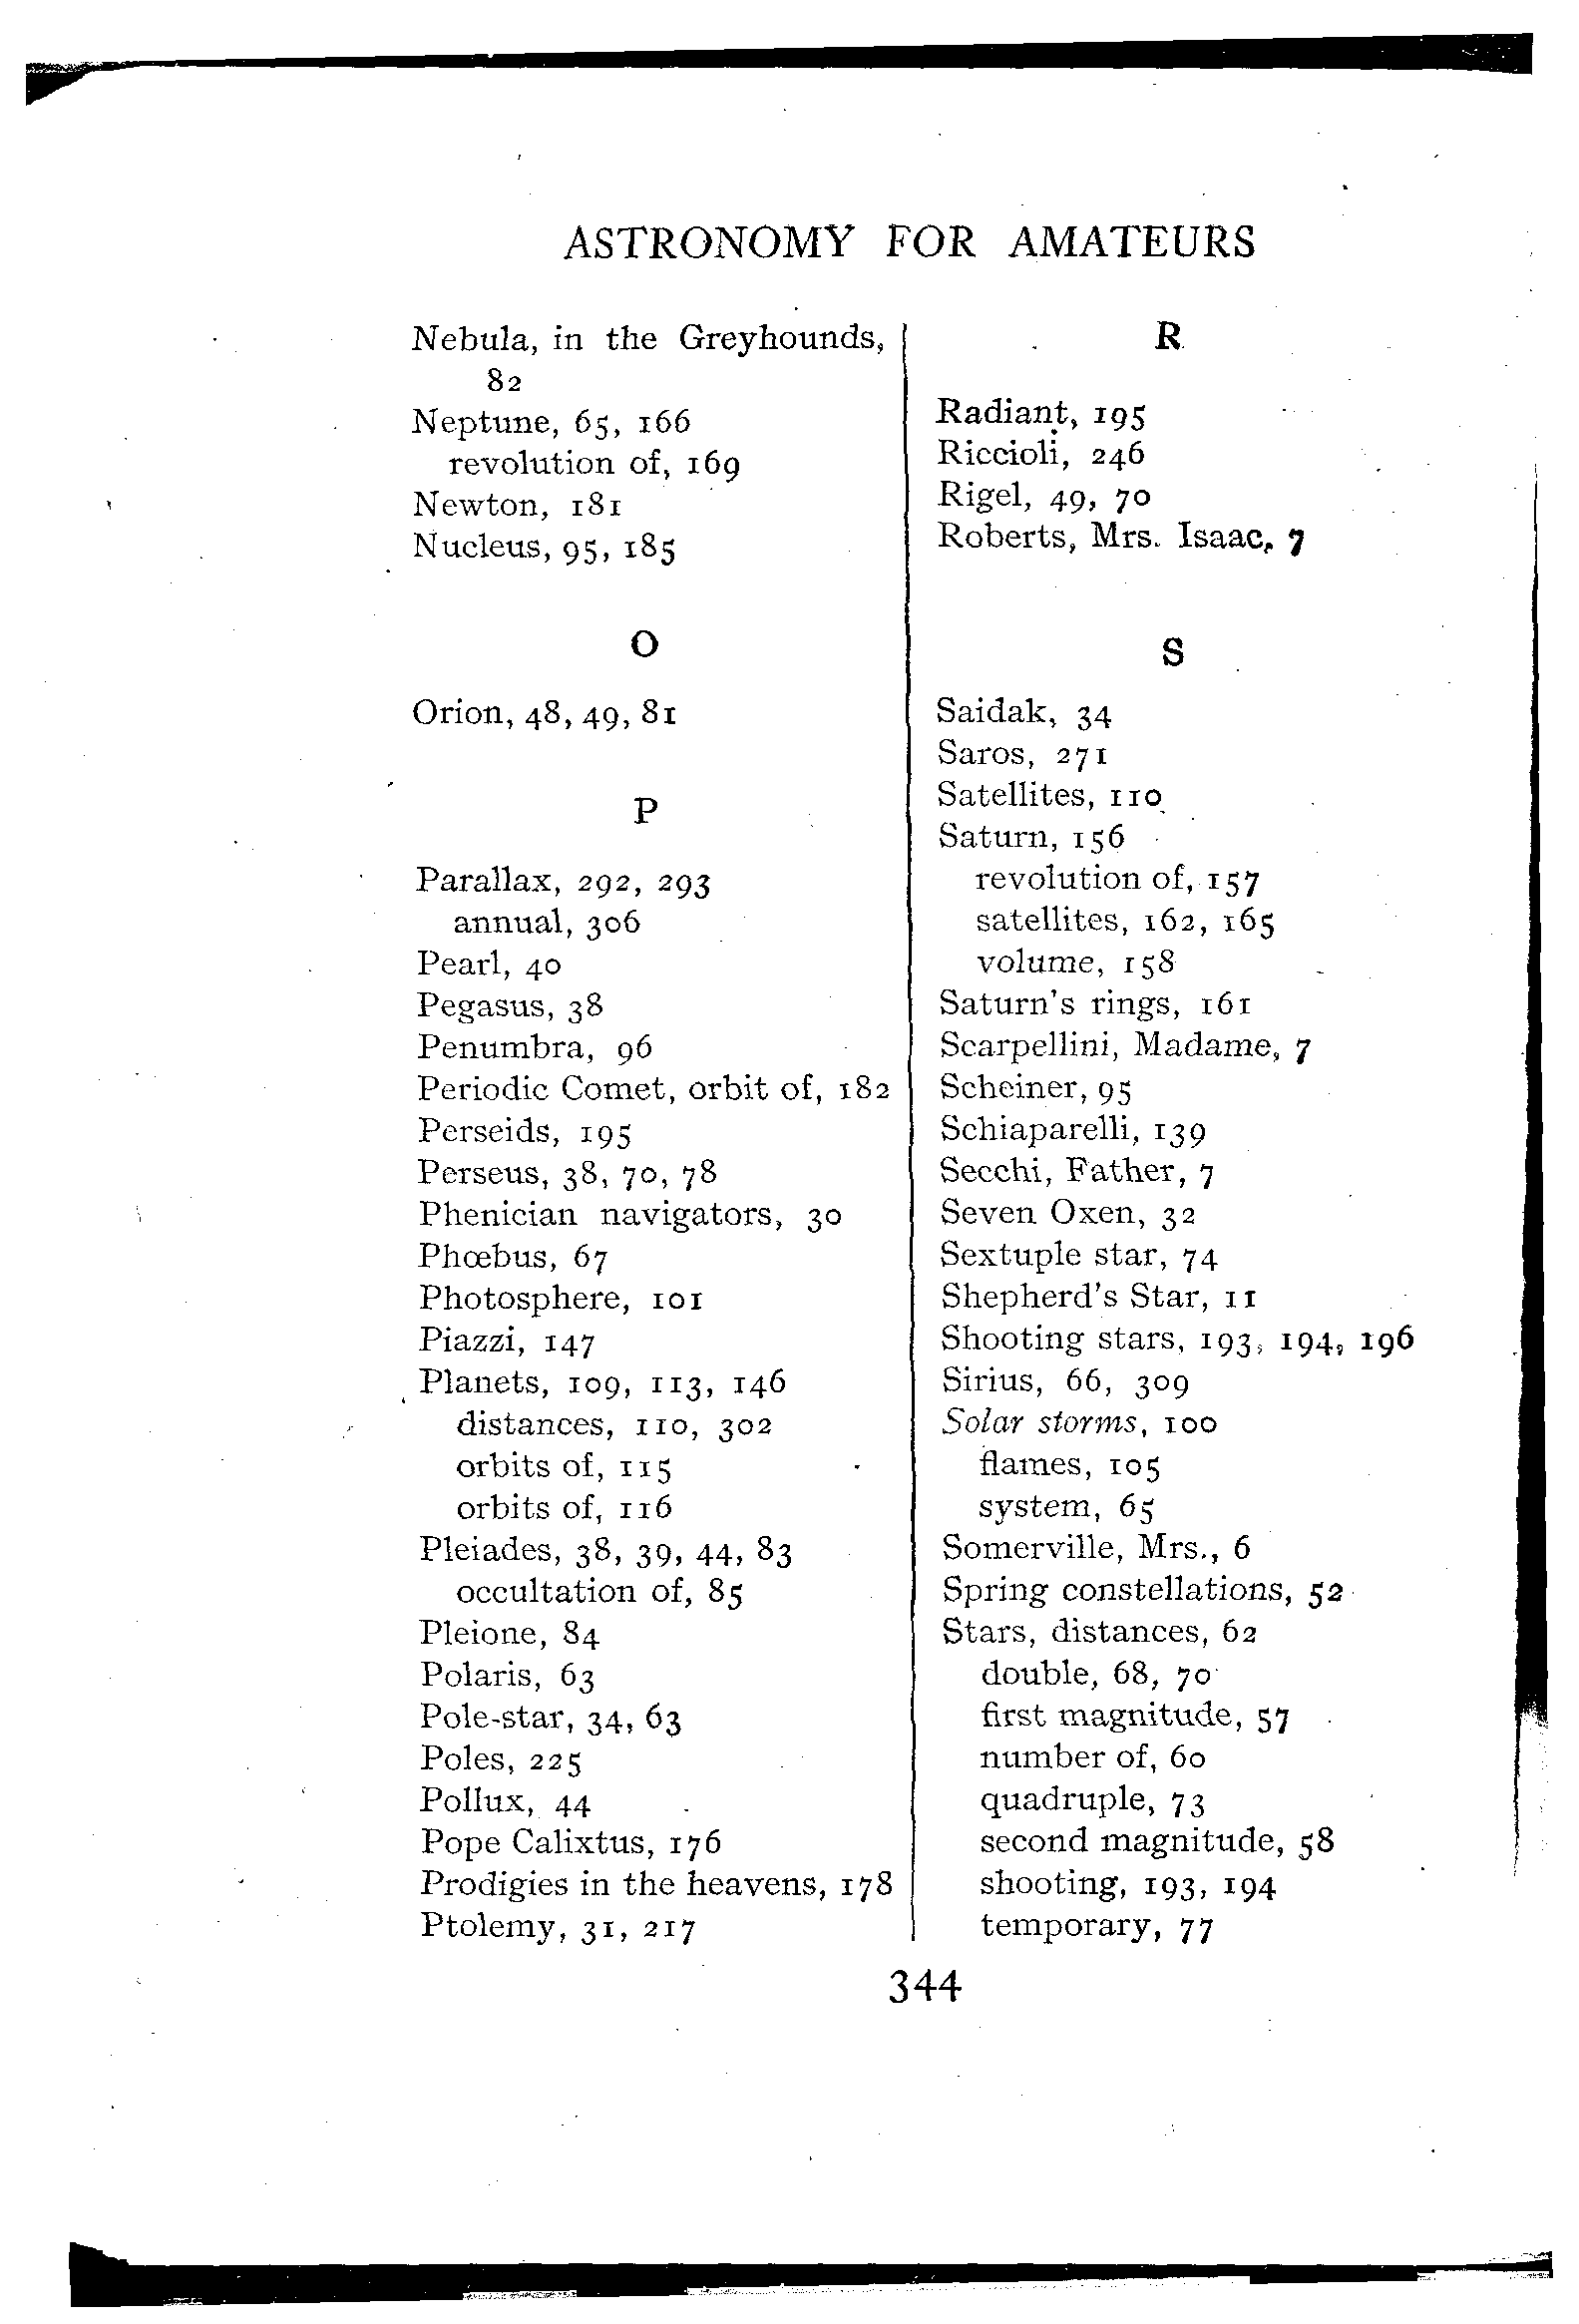 ASTRONOMY FOR AMATEURS
Nebula, in the Greyhounds,
82
Neptune, 65, 166
revolution of, 169
Newton, 181
Nucleus, 95, 185
O
Orion, 48, 49, 81
P
Parallax, 292, 293
annual, 306
Pearl, 40
Pegasus, 38
Penumbra, 96
Periodic Comet, orbit of, 182
Perseids, 195
Perseus, 38, 70, 78
Phenician navigators, 30
Phœbus, 67
Photosphere, 101
Piazzi, 147
Planets, 109, 113, 146
distances, 110, 302
orbits of, 115
orbits of, 116
Pleiades, 38, 39, 44, 83
occultation of, 85
Pleione, 84
Polaris, 63
Pole-star, 34, 63
Poles, 225
Pollux, 44
Pope Calixtus, 176
Prodigies in the heavens, 178
Ptolemy, 31, 217
R
Radiant, 195
Riccioli, 246
Rigel, 49, 70
Roberts, Mrs. Isaac, 7
S
Saidak, 34
Saros, 271
Satellites, 110
Saturn, 156
revolution of, 157
satellites, 162, 165
volume, 158
Saturn's rings, 161
Scarpellini, Madame, 7
Scheiner, 95
Schiaparelli, 139
Secchi, Father, 7
Seven Oxen, 32
Sextuple star, 74
Shepherd's Star, 11
Shooting stars, 193, 194, 196
Sirius, 66, 309
Solar storms, 100
flames, 105
system, 65
Somerville, Mrs., 6
Spring constellations, 52
Stars, distances, 62
double, 68, 70
first magnitude, 57
number of, 60
quadruple, 73
second magnitude, 58
shooting, 193, 194
temporary, 77
344